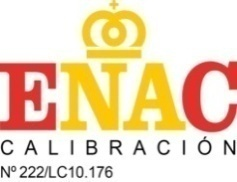 ENAC
CALIBRACIÓN
Nº 222/LC10.176